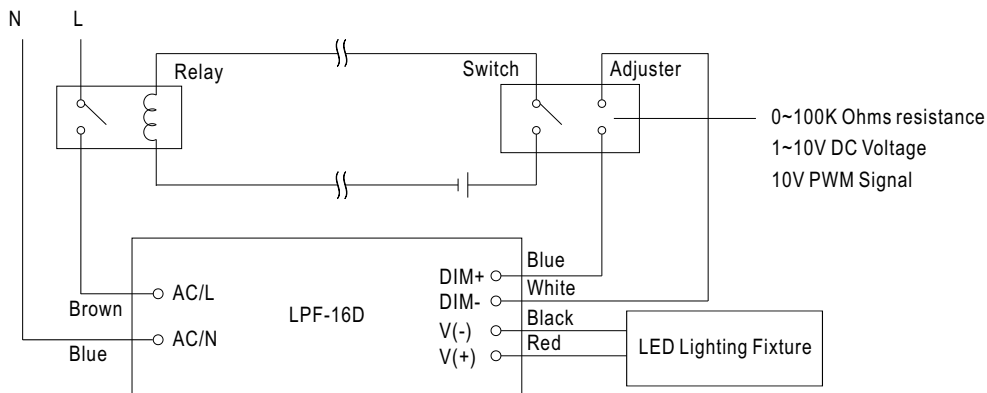 N L
Relay
Switch Adjuster
0~100K Ohms resistance
1~10V DC Voltage
10V PWM Signal
Blue
DIM+
White
AC/L
DIM-
Brown
LPF-16D
Black
V(-)
AC/N
Red
Blue
V(+)
LED Lighting Fixture